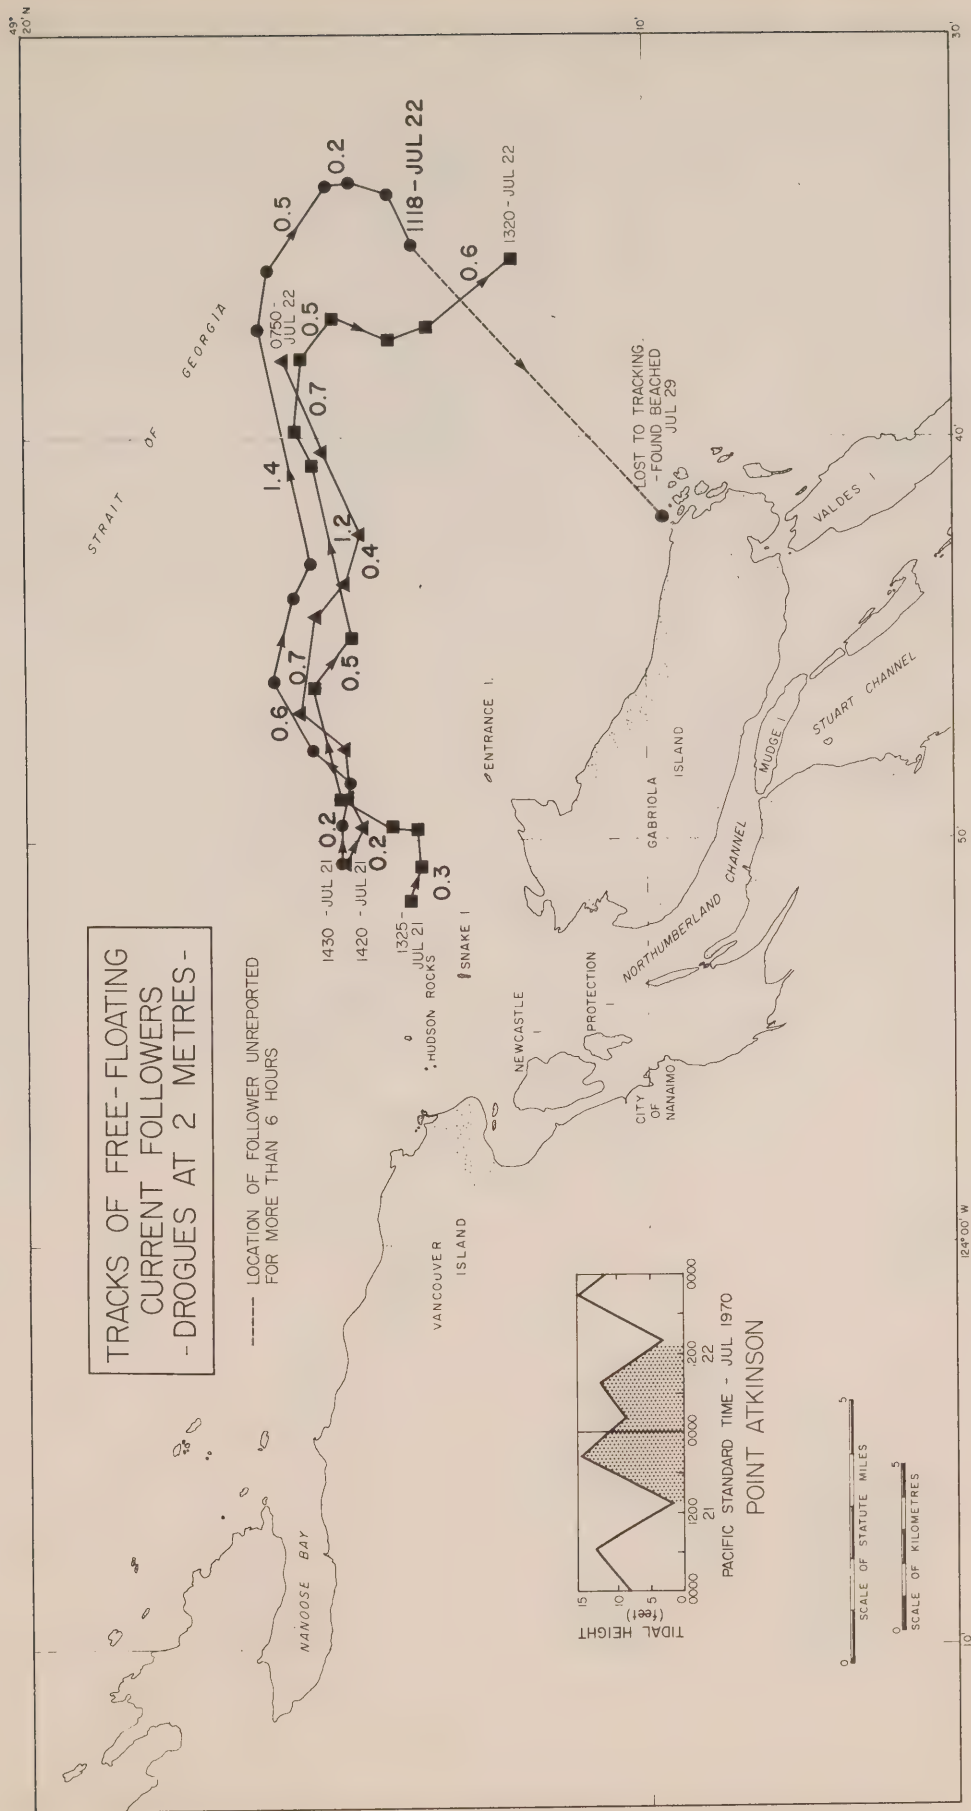 TRACKS OF FREE-FLOATING
CURRENT FOLLOWERS
- DROGUES AT 2 METRES -
----- LOCATION OF FOLLOWER UNREPORTED
FOR MORE THAN 6 HOURS
49°
20' N
10'
STRAIT
OF
GEORGIA
1430 - JUL 21
1420 - JUL 21
1325 -
JUL 21
0.2
0.2
0.3
0.6
0.7
0.5
1.4
1.2
0.4
0.7
0750 -
JUL 22
0.5
0.5
0.2
1118 - JUL 22
0.6
1320 - JUL 22
LOST TO TRACKING.
- FOUND BEACHED
JUL 29
HUDSON ROCKS
SNAKE I
ENTRANCE I.
NANOOSE BAY
VANCOUVER
ISLAND
NEWCASTLE
I
PROTECTION
I
CITY
OF
NANAIMO
GABRIOLA
ISLAND
NORTHUMBERLAND
CHANNEL
MUDGE I
STUART CHANNEL
VALDES I
TIDAL HEIGHT
(feet)
15
10
5
0
0000
1200
0000
1200
0000
21
22
PACIFIC STANDARD TIME - JUL 1970
POINT ATKINSON
0
5
SCALE OF STATUTE MILES
0
5
SCALE OF KILOMETRES
10'
124° 00' W
50'
40'
30'